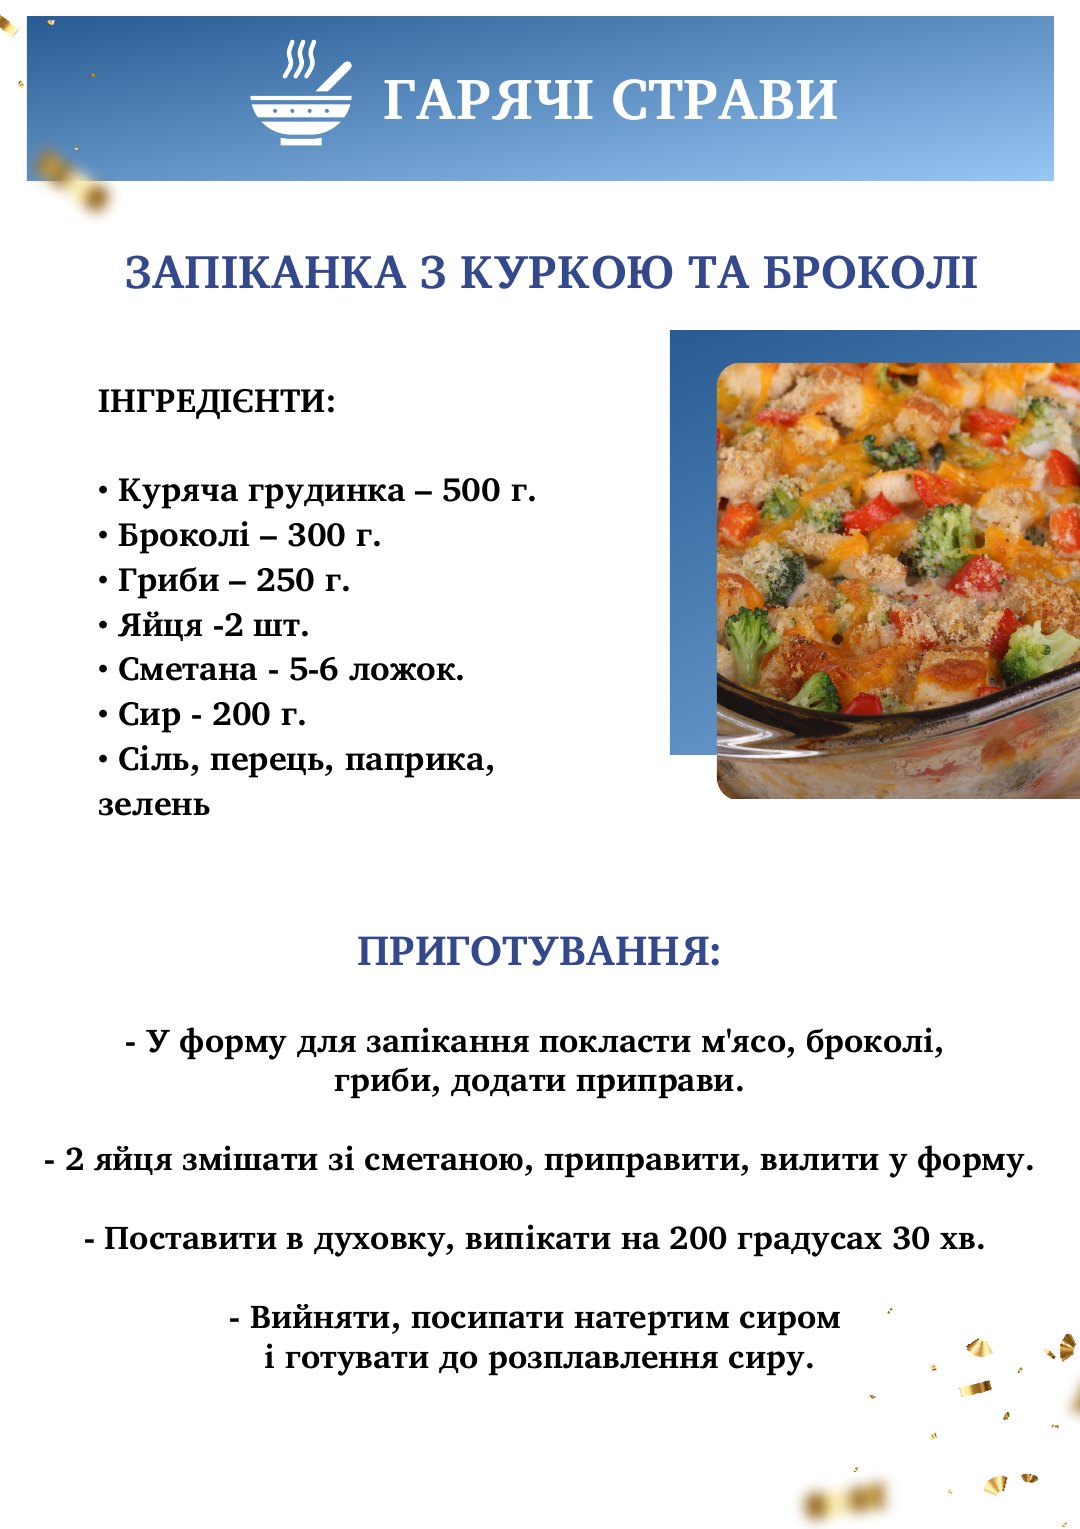 ГАРЯЧІ СТРАВИ
ЗАПІКАНКА З КУРКОЮ ТА БРОКОЛІ
ІНГРЕДІЄНТИ:
• Куряча грудинка – 500 г.
• Броколі – 300 г.
• Гриби – 250 г.
• Яйця -2 шт.
• Сметана - 5-6 ложок.
• Сир - 200 г.
• Сіль, перець, паприка,
зелень
ПРИГОТУВАННЯ:
- У форму для запікання покласти м'ясо, броколі,
гриби, додати приправи.
- 2 яйця змішати зі сметаною, приправити, вилити у форму.
- Поставити в духовку, випікати на 200 градусах 30 хв.
- Вийняти, посипати натертим сиром
і готувати до розплавлення сиру.